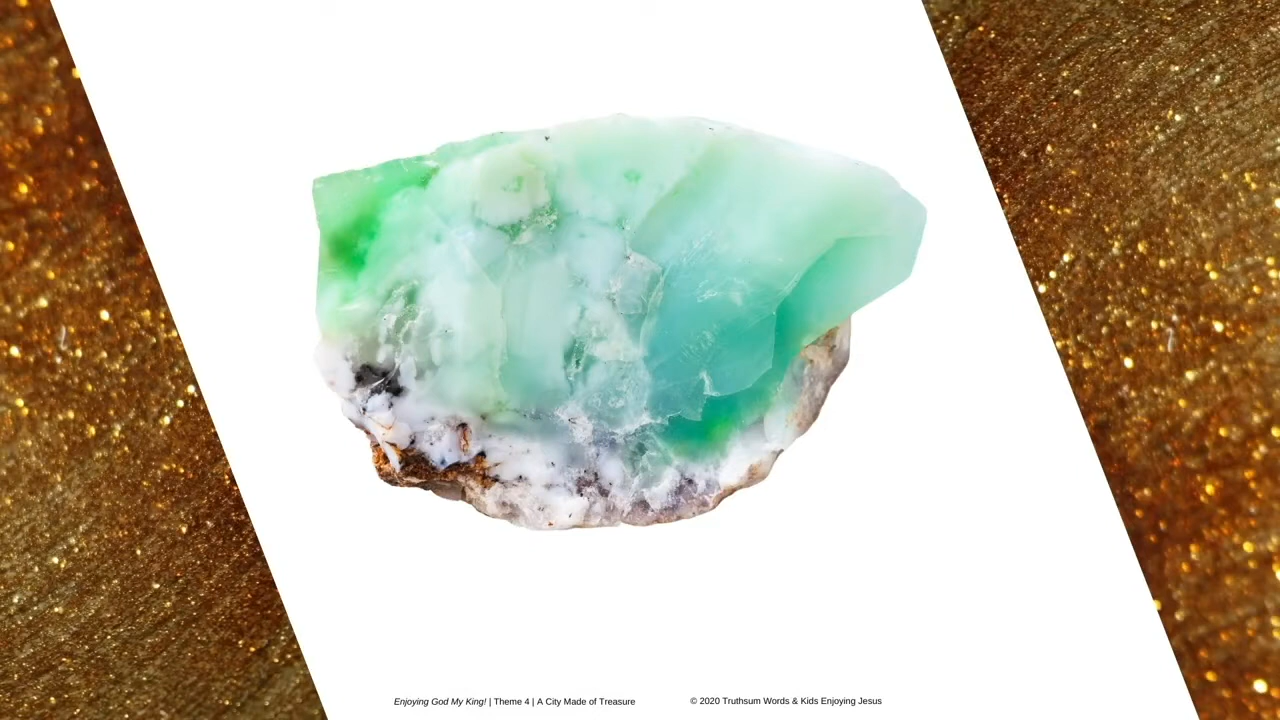 Enjoying God My King! | Theme 4 | A City Made of Treasure
© 2020 Truthsum Words & Kids Enjoying Jesus